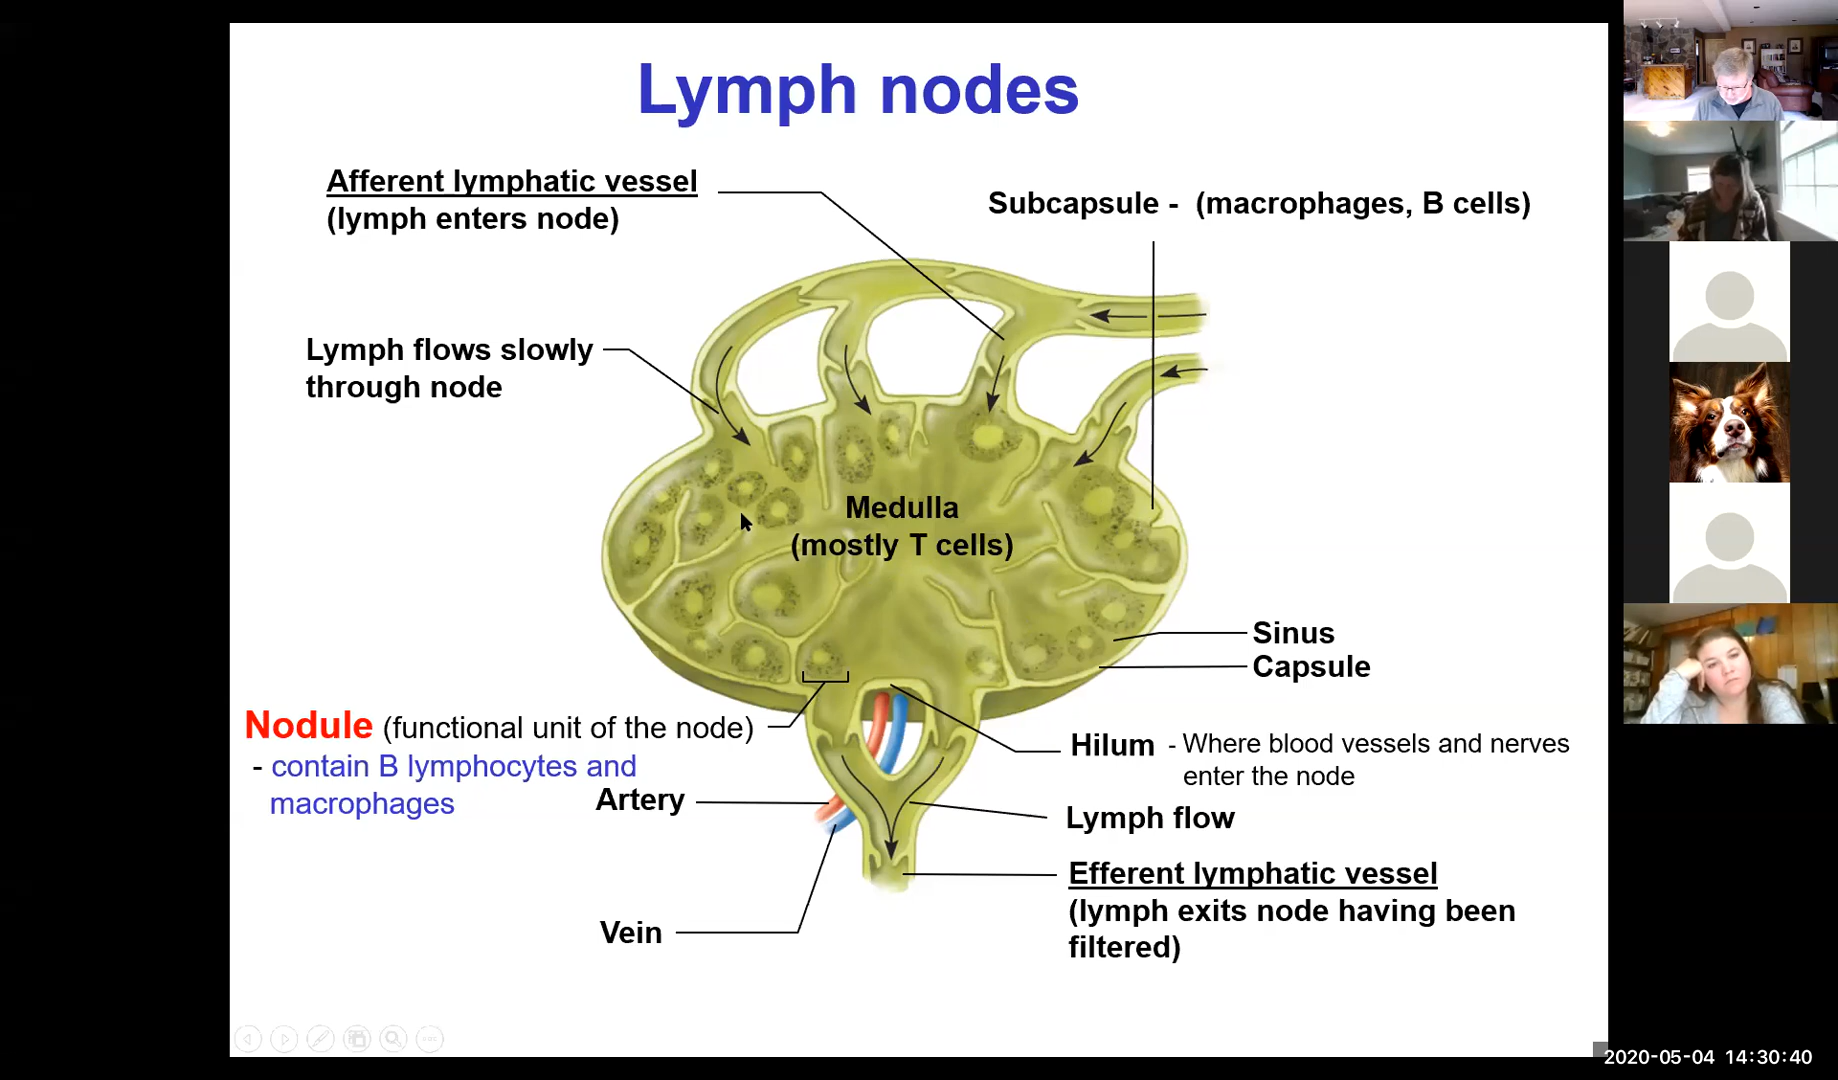 Lymph nodes
Afferent lymphatic vessel
(lymph enters node)
Subcapsule - (macrophages, B cells)
Lymph flows slowly
through node
Medulla
(mostly T cells)
Sinus
Capsule
Nodule (functional unit of the node)
- contain B lymphocytes and
macrophages
Artery
Hilum - Where blood vessels and nerves
enter the node
Lymph flow
Efferent lymphatic vessel
(lymph exits node having been
filtered)
Vein
2020-05-04 14:30:40